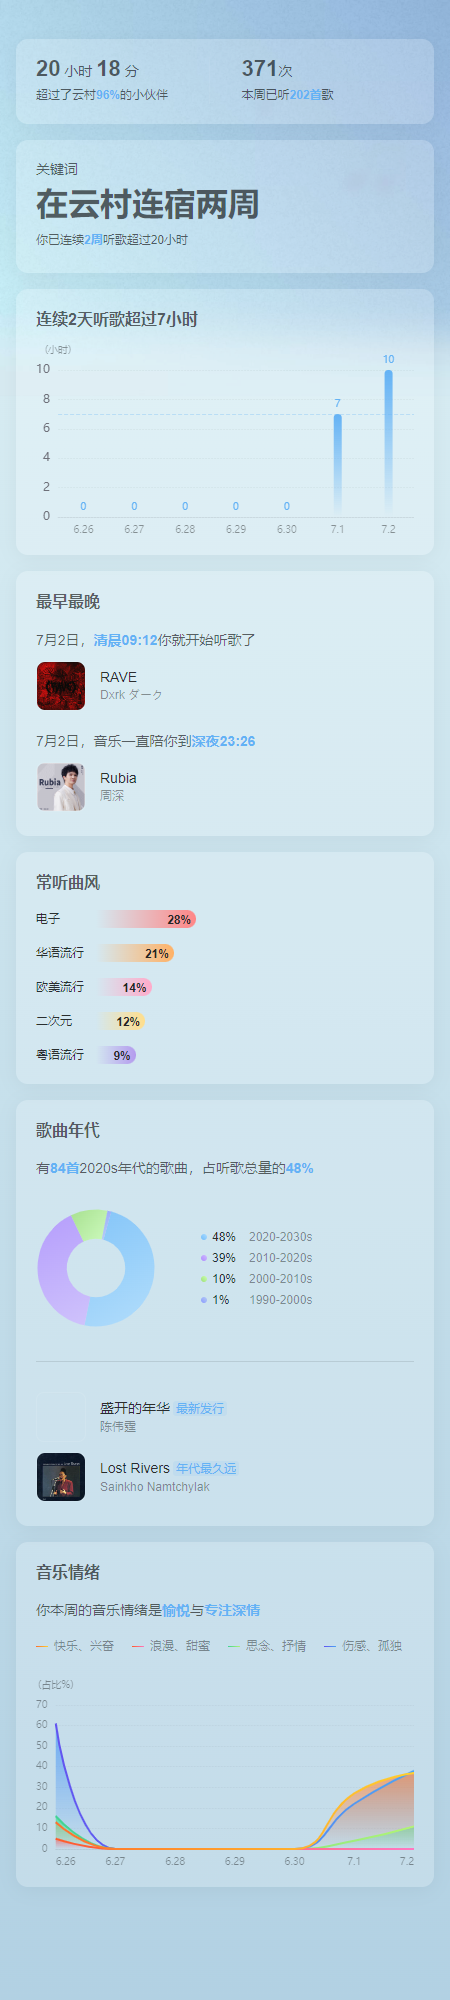 20 小时 18 分
371次
超过了云村96%的小伙伴
本周已听202首歌
关键词
在云村连宿两周
你已连续2周听歌超过20小时
连续2天听歌超过7小时
(小时)
10
8
6
4
2
0
0
0
0
0
0
7
10
6.26
6.27
6.28
6.29
6.30
7.1
7.2
最早最晚
7月2日，清晨09:12你就开始听歌了
RAVE
Dxrk ダーク
7月2日，音乐一直陪你到深夜23:26
Rubia
Rubia
周深
常听曲风
电子 28%
华语流行 21%
欧美流行 14%
二次元 12%
粤语流行 9%
歌曲年代
有84首2020s年代的歌曲，占听歌总量的48%
48% 2020-2030s
39% 2010-2020s
10% 2000-2010s
1% 1990-2000s
盛开的年华 最新发行
陈伟霆
Lost Rivers 年代最久远
Sainkho Namtchylak
音乐情绪
你本周的音乐情绪是愉悦与专注深情
快乐、兴奋 浪漫、甜蜜 思念、抒情 伤感、孤独
(占比%)
70
60
50
40
30
20
10
0
6.26
6.27
6.28
6.29
6.30
7.1
7.2